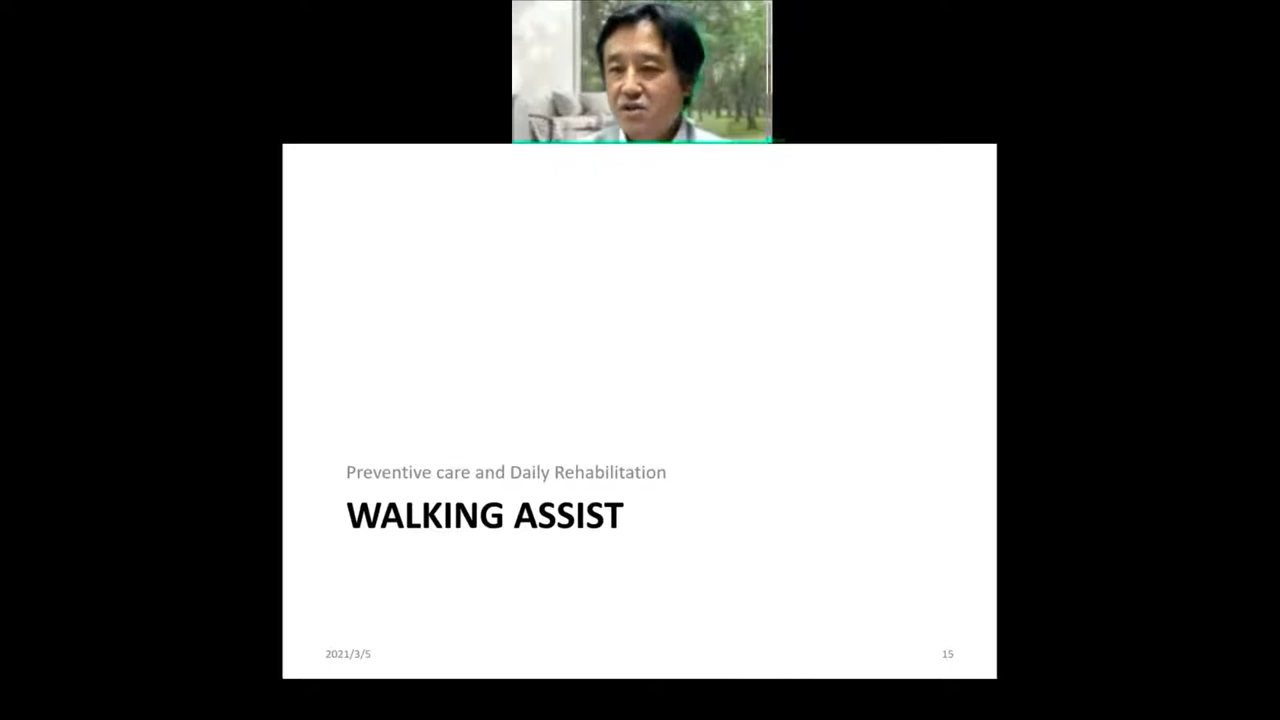 Preventive care and Daily Rehabilitation
WALKING ASSIST
2021/3/5
15